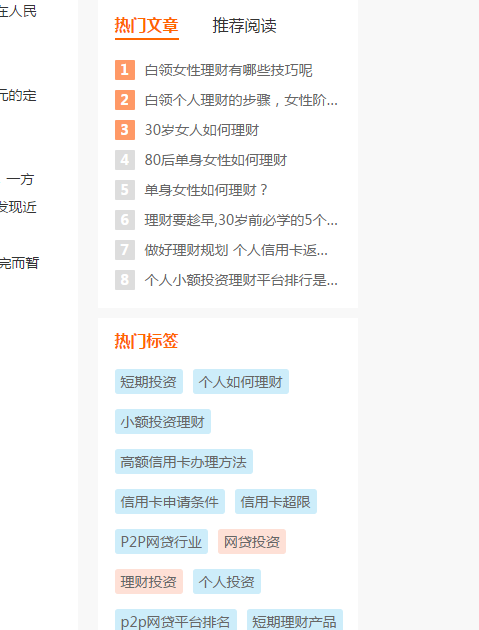 在人民
元的定
一方
发现近
完而暂
热门文章 推荐阅读
1 白领女性理财有哪些技巧呢
2 白领个人理财的步骤，女性阶...
3 30岁女人如何理财
4 80后单身女性如何理财
5 单身女性如何理财？
6 理财要趁早,30岁前必学的5个...
7 做好理财规划 个人信用卡返...
8 个人小额投资理财平台排行是...
热门标签
短期投资 个人如何理财
小额投资理财
高额信用卡办理方法
信用卡申请条件 信用卡超限
P2P网贷行业 网贷投资
理财投资 个人投资
p2p网贷平台排名 短期理财产品